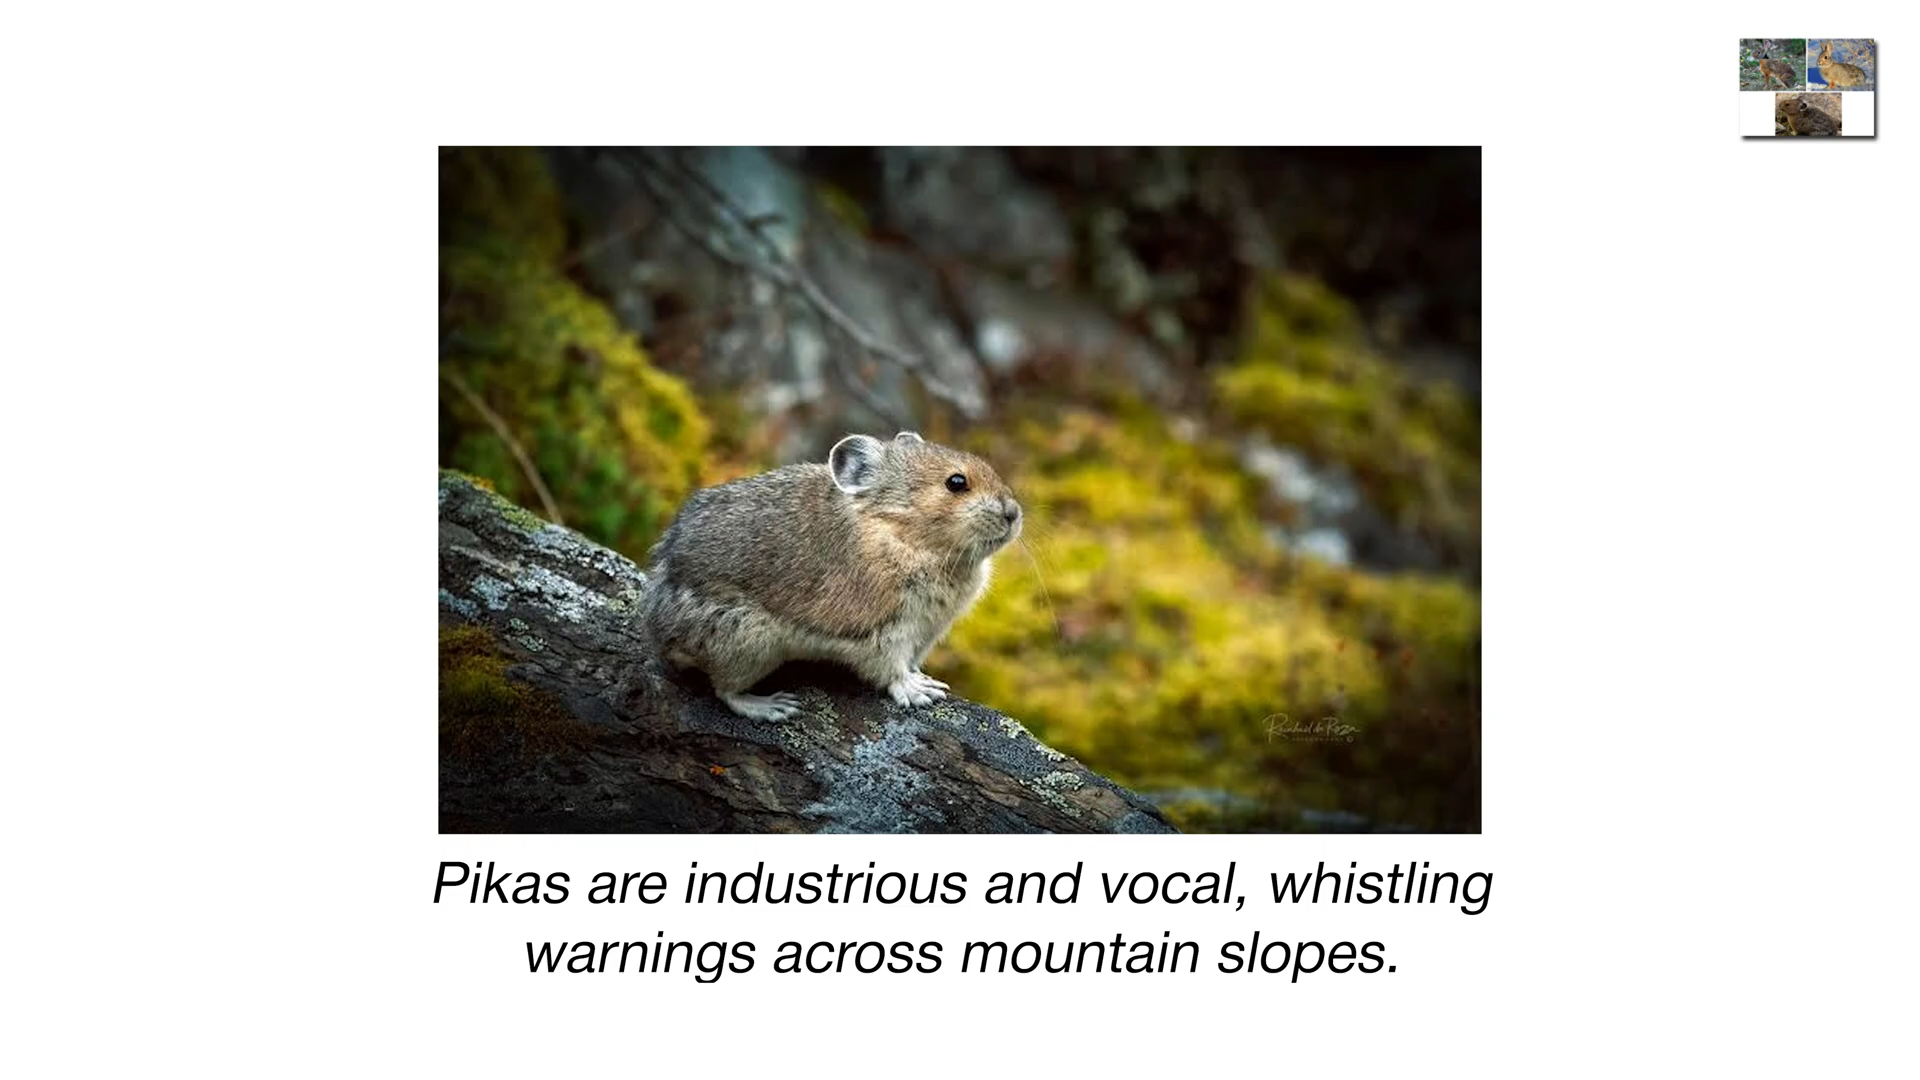 Pikas are industrious and vocal, whistling
warnings across mountain slopes.